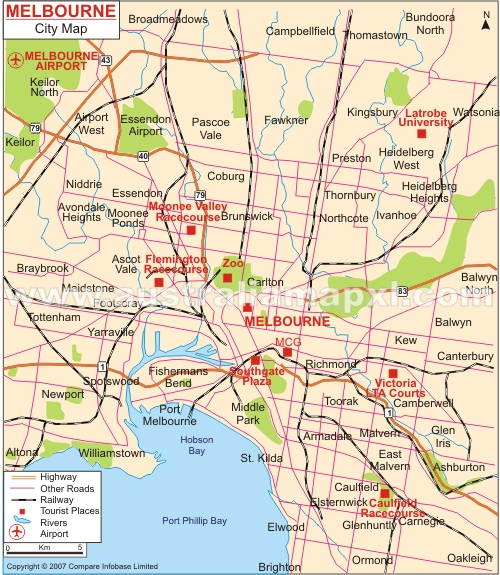 MELBOURNE
City Map
Broadmeadows
Campbellfield
Thomastown
Bundoora
North
N
MELBOURNE
AIRPORT
43
Keilor
North
Kingsbury
Latrobe
University
Watsonia
79
Airport
West
Essendon
Airport
Pascoe
Vale
Fawkner
Keilor
40
Preston
Heidelberg
West
Niddrie
Coburg
Essendon
79
Thornbury
Heidelberg
Heights
Avondale
Heights
Moonee
Ponds
Moonee Valley
Racecourse
Brunswick
Northcote
Ivanhoe
Braybrook
Ascot
Vale
Flemington
Racecourse
Zoo
Carlton
Balwyn
North
Maidstone
83
www.australiamapxl.com
Footscray
Tottenham
MELBOURNE
Balwyn
Yarraville
MCG
Kew
Canterbury
1
Richmond
Spotswood
Fishermans
Bend
Southgate
Plaza
Victoria
LTA Courts
Newport
Port
Melbourne
Middle
Park
Toorak
Camberwell
1
Hobson
Bay
Armadale
Malvern
Glen
Iris
Altona
Williamstown
St. Kilda
East
Malvern
Ashburton
Highway
Other Roads
Railway
Tourist Places
Rivers
Airport
0 Km 5
Caulfield
Elsternwick
Caulfield
Racecourse
Port Phillip Bay
Elwood
Glenhuntly
Carnegie
Ormond
Oakleigh
Brighton
Copyright © 2007 Compare Infobase Limited